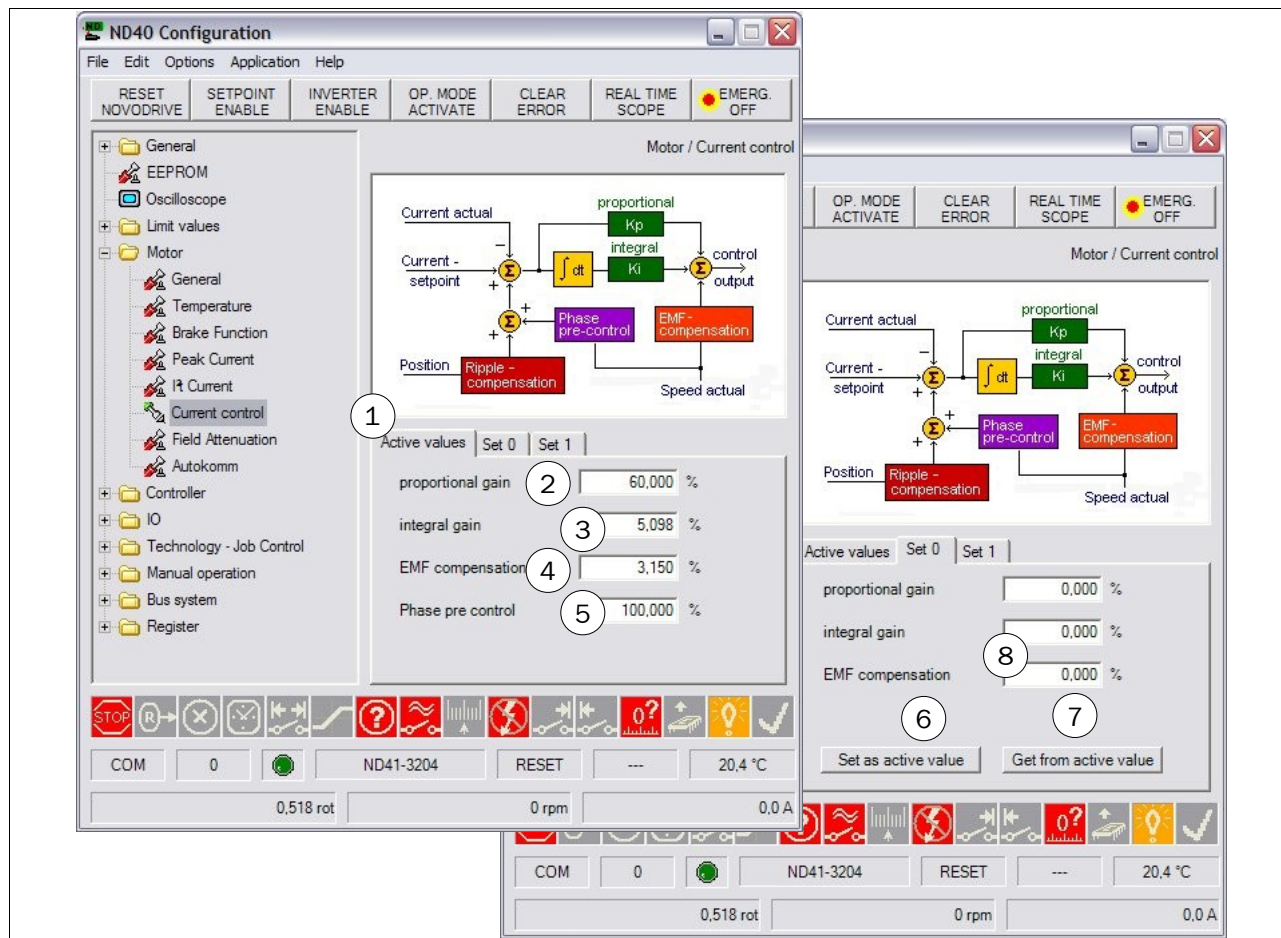 ND40 Configuration
File Edit Options Application Help
RESET NOVODRIVE
SETPOINT ENABLE
INVERTER ENABLE
OP. MODE ACTIVATE
CLEAR ERROR
REAL TIME SCOPE
EMERG. OFF
General
EEPROM
Oscilloscope
Limit values
Motor
General
Temperature
Brake Function
Peak Current
I²t Current
Current control
Field Attenuation
Autokomm
Controller
IO
Technology - Job Control
Manual operation
Bus system
Register
Motor / Current control
Current actual
proportional
Kp
integral
Ki
Current -
setpoint
∫ dt
Σ
Σ
control
output
Σ
Phase
pre-control
EMF -
compensation
Position
Ripple -
compensation
Speed actual
1
Active values Set 0 Set 1
proportional gain 2 60,000 %
integral gain 3 5,098 %
EMF compensation 4 3,150 %
Phase pre control 5 100,000 %
STOP R ? 0?
COM 0 ND41-3204 RESET --- 20,4 °C
0,518 rot 0 rpm 0,0 A
OP. MODE ACTIVATE
CLEAR ERROR
REAL TIME SCOPE
EMERG. OFF
Motor / Current control
Current actual
proportional
Kp
integral
Ki
Current -
setpoint
∫ dt
Σ
Σ
control
output
Σ
Phase
pre-control
EMF -
compensation
Position
Ripple -
compensation
Speed actual
Active values Set 0 Set 1
proportional gain 0,000 %
integral gain 0,000 %
8
EMF compensation 0,000 %
6 7
Set as active value Get from active value
? 0?
COM 0 ND41-3204 RESET --- 20,4 °C
0,518 rot 0 rpm 0,0 A